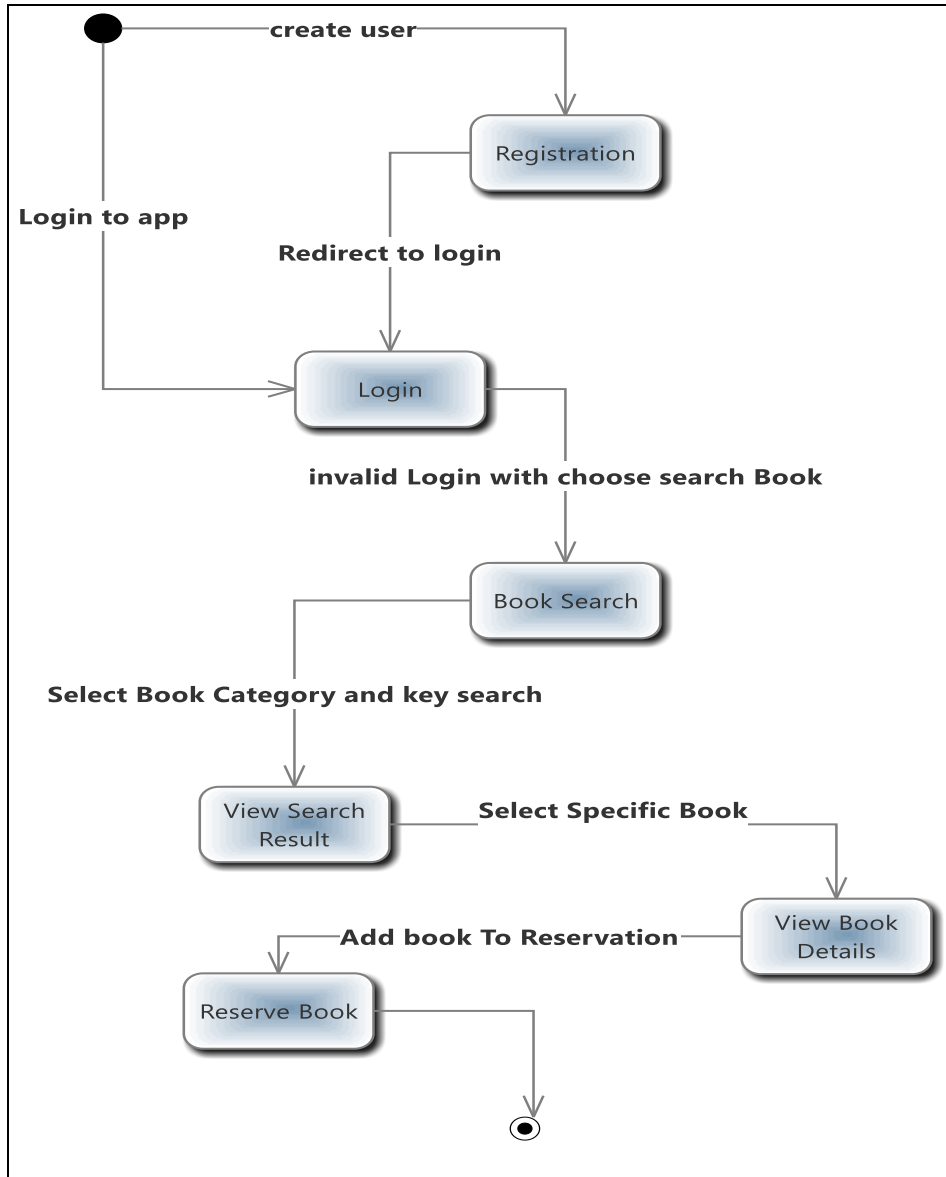 create user
Registration
Login to app
Redirect to login
Login
invalid Login with choose search Book
Book Search
Select Book Category and key search
View Search
Result
Select Specific Book
View Book
Details
Add book To Reservation
Reserve Book